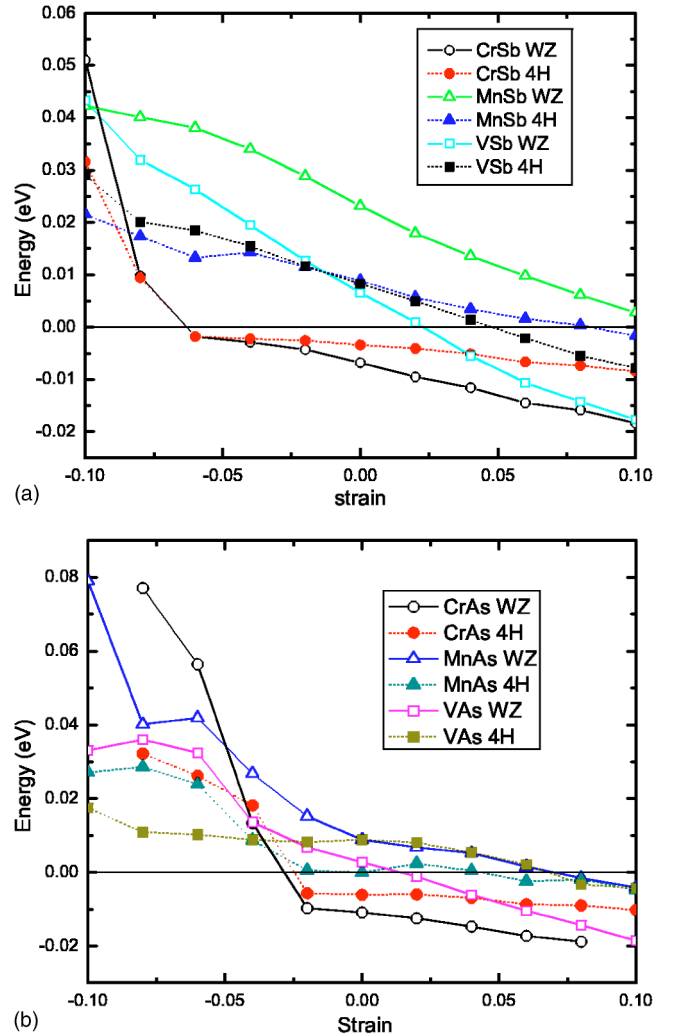 0.06
0.05
0.04
0.03
0.02
0.01
0.00
-0.01
-0.02
Energy (eV)
CrSb WZ
CrSb 4H
MnSb WZ
MnSb 4H
VSb WZ
VSb 4H
-0.10 -0.05 0.00 0.05 0.10
(a) strain
0.08
0.06
0.04
0.02
0.00
-0.02
Energy (eV)
CrAs WZ
CrAs 4H
MnAs WZ
MnAs 4H
VAs WZ
VAs 4H
-0.10 -0.05 0.00 0.05 0.10
(b) Strain